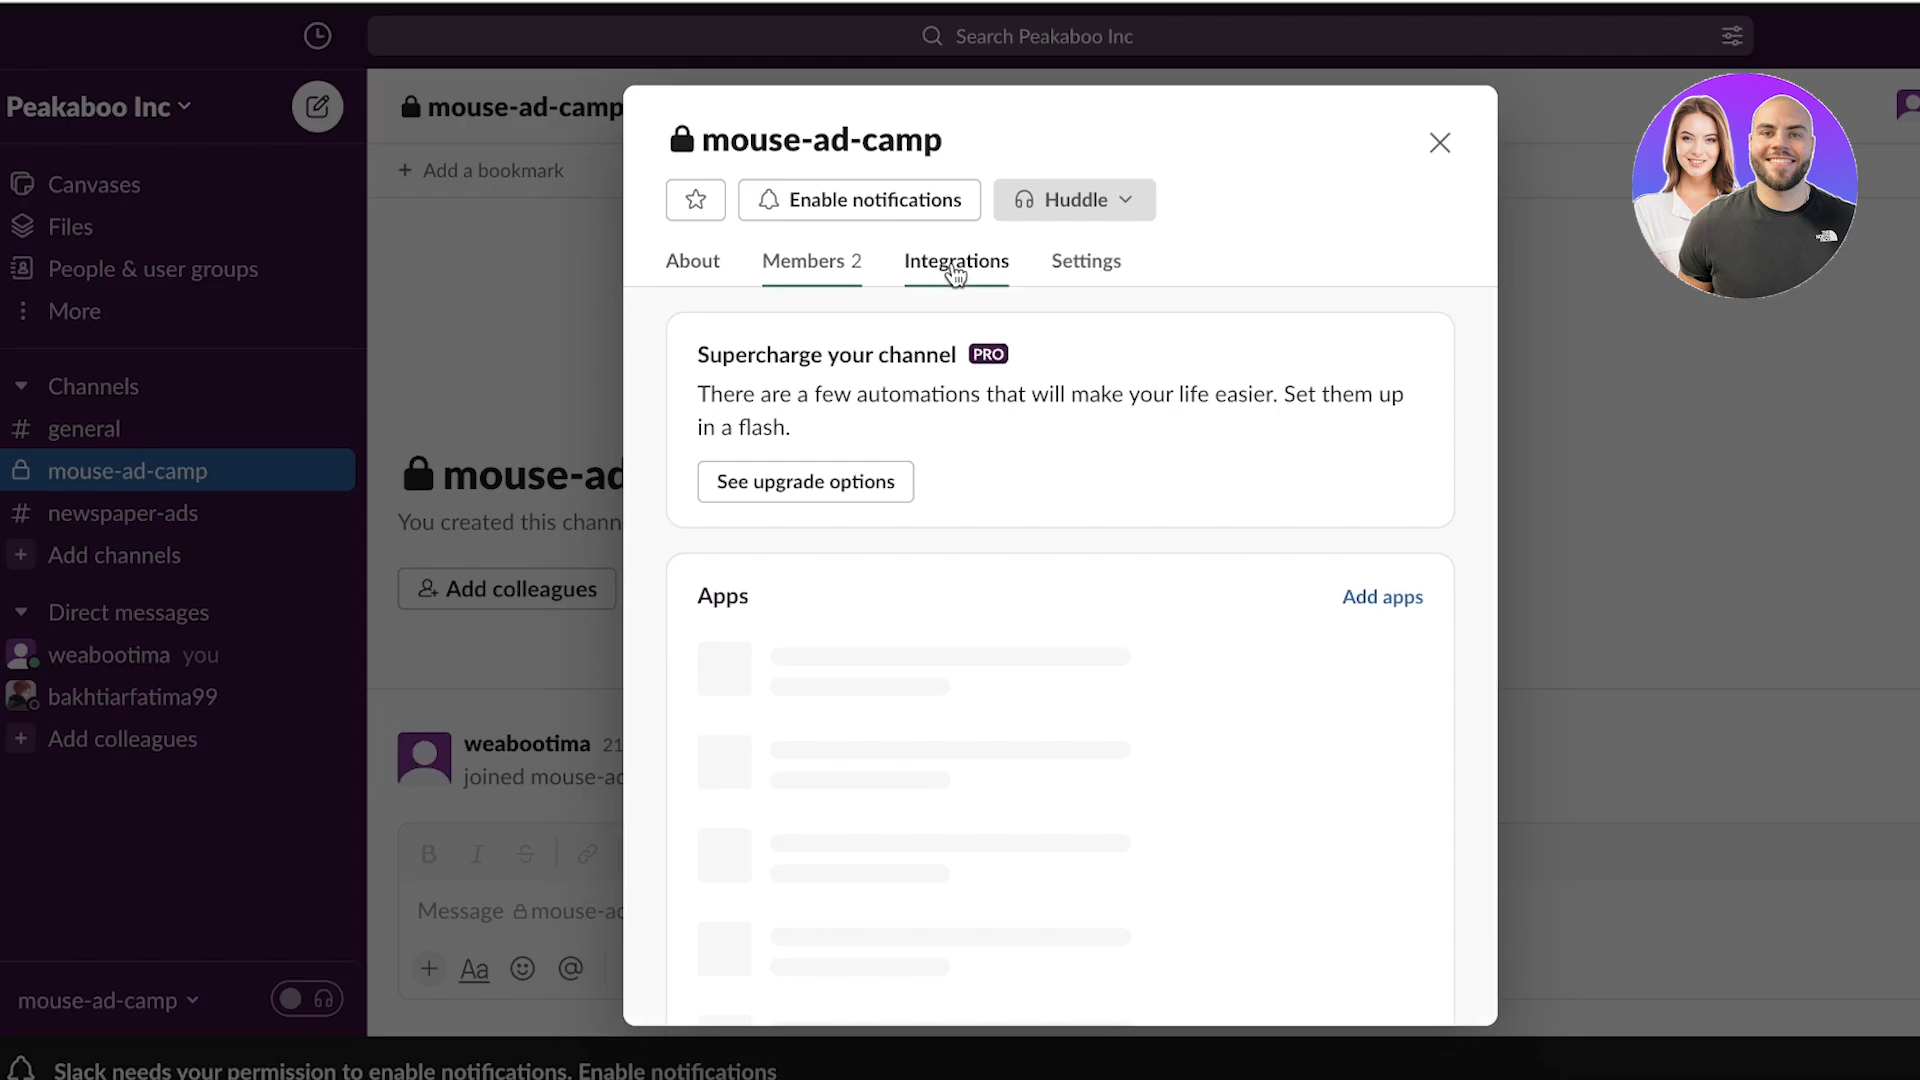 Search Peakaboo Inc
Peakaboo Inc
Canvases
Files
People & user groups
More
Channels
# general
mouse-ad-camp
# newspaper-ads
+ Add channels
Direct messages
weabootima you
bakhtiarfatima99
+ Add colleagues
mouse-ad-camp
mouse-ad-camp
+ Add a bookmark
mouse-ad
You created this chann
Add colleagues
weabootima 21
joined mouse-ad
B I S
Message mouse-ad
+ Aa @
mouse-ad-camp
Enable notifications
Huddle
About Members 2 Integrations Settings
Supercharge your channel PRO
There are a few automations that will make your life easier. Set them up
in a flash.
See upgrade options
Apps
Add apps
THE NORTH FACE
Slack needs your permission to enable notifications. Enable notifications